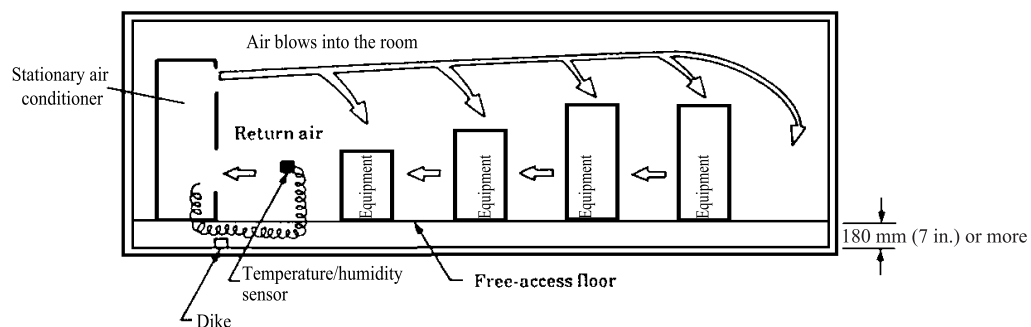 Air blows into the room
Stationary air
conditioner
Return air
Equipment
Equipment
Equipment
Equipment
180 mm (7 in.) or more
Temperature/humidity
sensor
Free-access floor
Dike